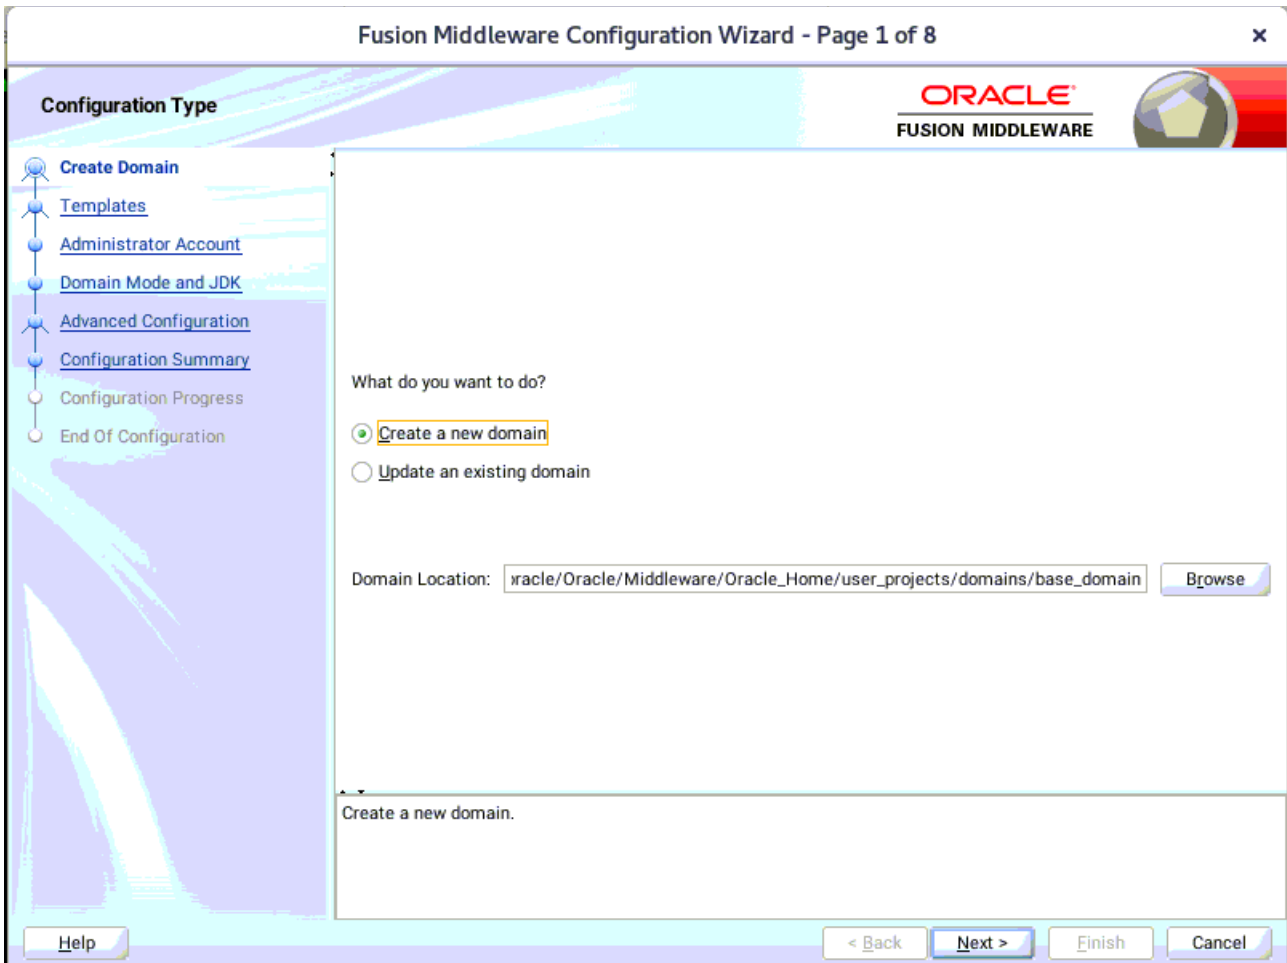 Fusion Middleware Configuration Wizard - Page 1 of 8
Configuration Type
ORACLE
FUSION MIDDLEWARE
Create Domain
Templates
Administrator Account
Domain Mode and JDK
Advanced Configuration
Configuration Summary
Configuration Progress
End Of Configuration
What do you want to do?
Create a new domain
Update an existing domain
Domain Location: racle/Oracle/Middleware/Oracle_Home/user_projects/domains/base_domain Browse
Create a new domain.
Help < Back Next > Finish Cancel